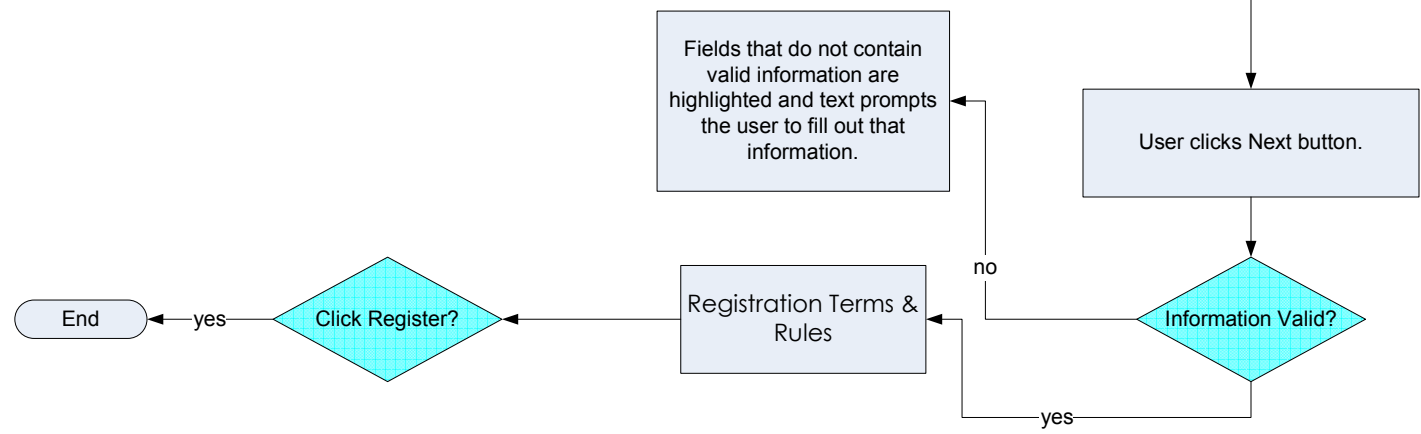 Fields that do not contain
valid information are
highlighted and text prompts
the user to fill out that
information.
User clicks Next button.
no
End
yes
Click Register?
Registration Terms &
Rules
Information Valid?
yes